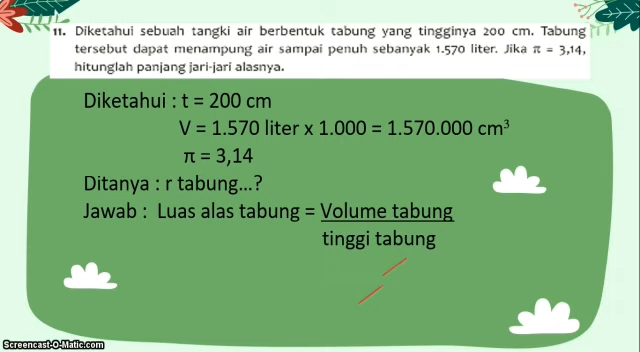 11. Diketahui sebuah tangki air berbentuk tabung yang tingginya 200 cm. Tabung
tersebut dapat menampung air sampai penuh sebanyak 1.570 liter. Jika π = 3,14,
hitunglah panjang jari-jari alasnya.
Diketahui : t = 200 cm
V = 1.570 liter x 1.000 = 1.570.000 cm³
π = 3,14
Ditanya : r tabung...?
Jawab : Luas alas tabung = Volume tabung
tinggi tabung
Screencast-O-Matic.com